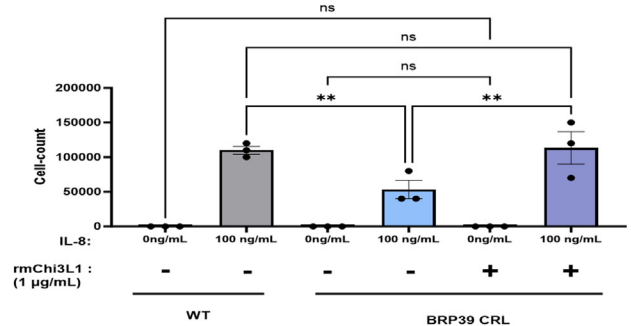 ns
ns
ns
** **
200000
150000
100000
50000
0
Cell-count
IL-8: 0ng/mL 100 ng/mL 0ng/mL 100 ng/mL 0ng/mL 100 ng/mL
rmChi3L1 : - - - - + +
(1 µg/mL)
WT BRP39 CRL